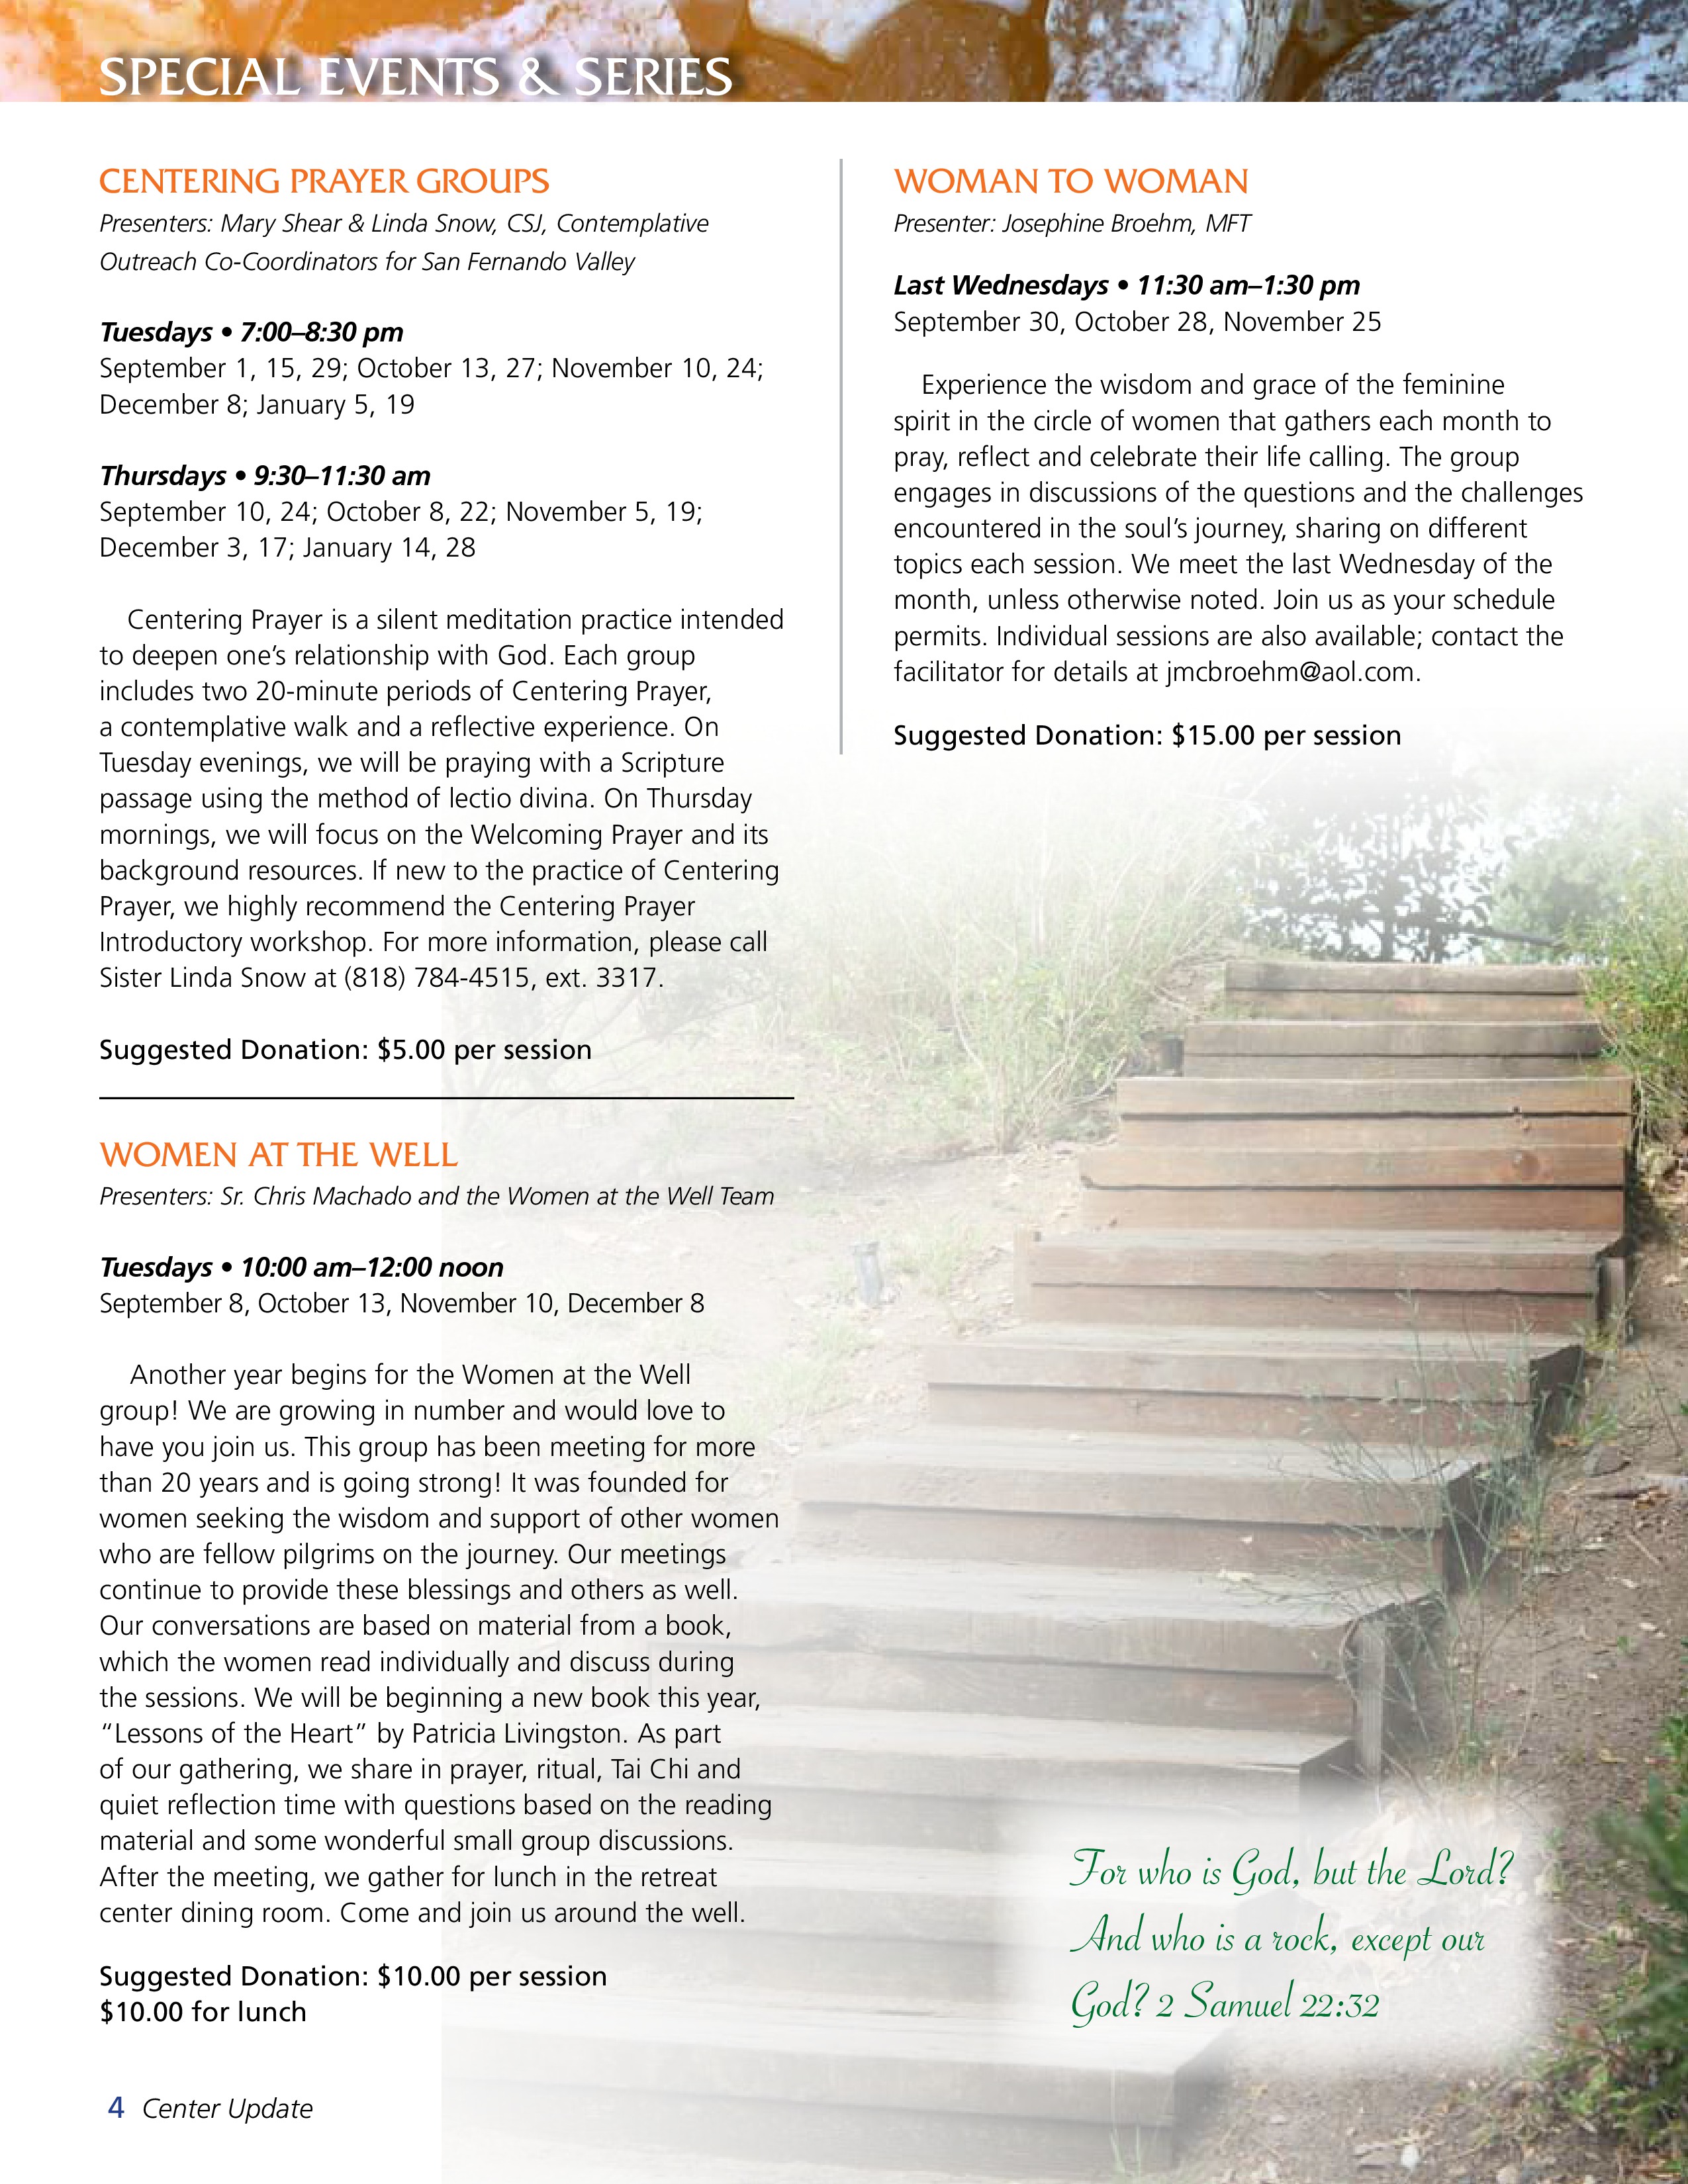 SPECIAL EVENTS & SERIES
CENTERING PRAYER GROUPS
Presenters: Mary Shear & Linda Snow, CSJ, Contemplative
Outreach Co-Coordinators for San Fernando Valley
Tuesdays • 7:00–8:30 pm
September 1, 15, 29; October 13, 27; November 10, 24;
December 8; January 5, 19
Thursdays • 9:30–11:30 am
September 10, 24; October 8, 22; November 5, 19;
December 3, 17; January 14, 28
Centering Prayer is a silent meditation practice intended
to deepen one’s relationship with God. Each group
includes two 20-minute periods of Centering Prayer,
a contemplative walk and a reflective experience. On
Tuesday evenings, we will be praying with a Scripture
passage using the method of lectio divina. On Thursday
mornings, we will focus on the Welcoming Prayer and its
background resources. If new to the practice of Centering
Prayer, we highly recommend the Centering Prayer
Introductory workshop. For more information, please call
Sister Linda Snow at (818) 784-4515, ext. 3317.
Suggested Donation: $5.00 per session
WOMEN AT THE WELL
Presenters: Sr. Chris Machado and the Women at the Well Team
Tuesdays • 10:00 am–12:00 noon
September 8, October 13, November 10, December 8
Another year begins for the Women at the Well
group! We are growing in number and would love to
have you join us. This group has been meeting for more
than 20 years and is going strong! It was founded for
women seeking the wisdom and support of other women
who are fellow pilgrims on the journey. Our meetings
continue to provide these blessings and others as well.
Our conversations are based on material from a book,
which the women read individually and discuss during
the sessions. We will be beginning a new book this year,
“Lessons of the Heart” by Patricia Livingston. As part
of our gathering, we share in prayer, ritual, Tai Chi and
quiet reflection time with questions based on the reading
material and some wonderful small group discussions.
After the meeting, we gather for lunch in the retreat
center dining room. Come and join us around the well.
Suggested Donation: $10.00 per session
$10.00 for lunch
WOMAN TO WOMAN
Presenter: Josephine Broehm, MFT
Last Wednesdays • 11:30 am–1:30 pm
September 30, October 28, November 25
Experience the wisdom and grace of the feminine
spirit in the circle of women that gathers each month to
pray, reflect and celebrate their life calling. The group
engages in discussions of the questions and the challenges
encountered in the soul’s journey, sharing on different
topics each session. We meet the last Wednesday of the
month, unless otherwise noted. Join us as your schedule
permits. Individual sessions are also available; contact the
facilitator for details at jmcbroehm@aol.com.
Suggested Donation: $15.00 per session
For who is God, but the Lord?
And who is a rock, except our
God? 2 Samuel 22:32
4 Center Update